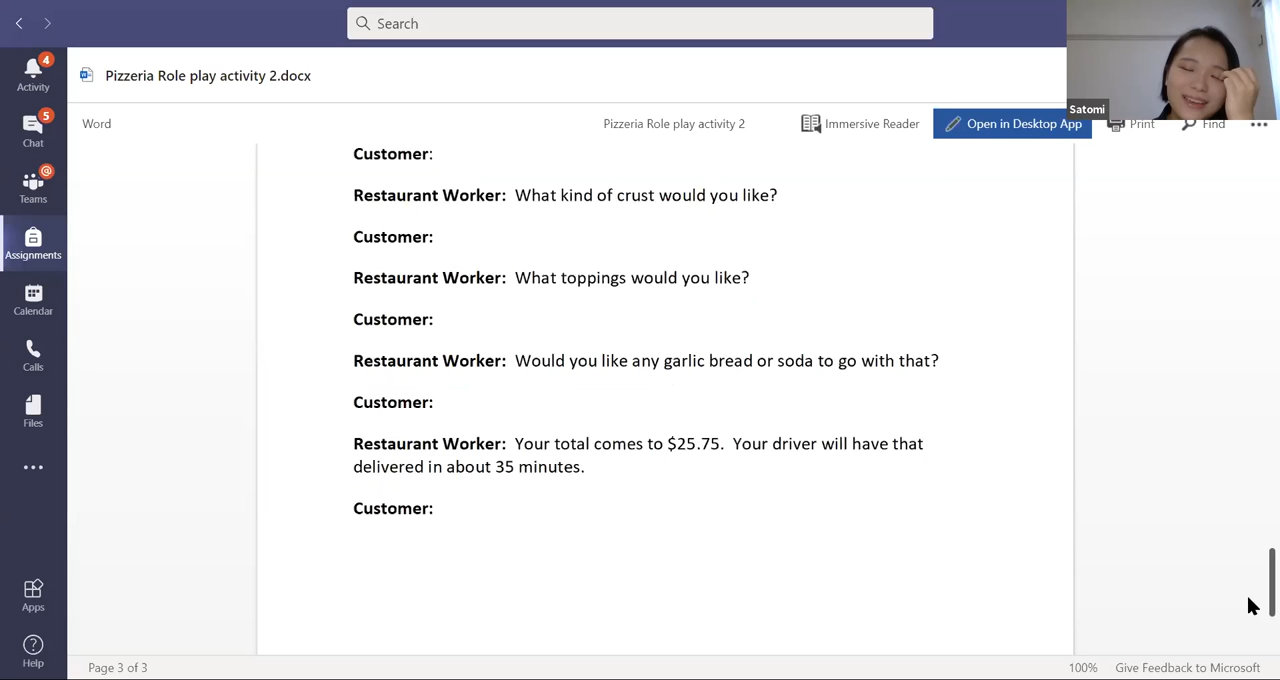 Search
4
Activity
Pizzeria Role play activity 2.docx
Satomi
5
Chat
Word
Pizzeria Role play activity 2
Immersive Reader
Open in Desktop App
Print
Find
@
Teams
Assignments
Calendar
Calls
Files
Apps
Help
Customer:
Restaurant Worker: What kind of crust would you like?
Customer:
Restaurant Worker: What toppings would you like?
Customer:
Restaurant Worker: Would you like any garlic bread or soda to go with that?
Customer:
Restaurant Worker: Your total comes to $25.75. Your driver will have that
delivered in about 35 minutes.
Customer:
Page 3 of 3
100%
Give Feedback to Microsoft